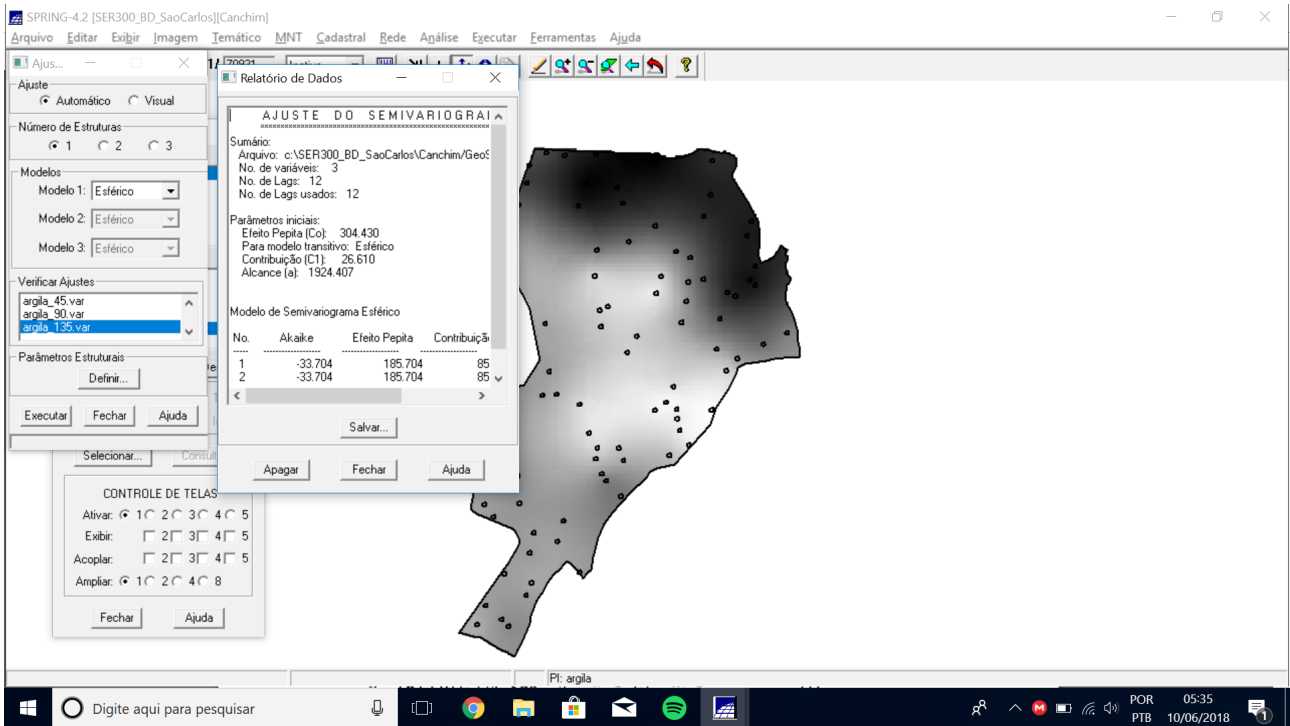 SPRING-4.2 [SER300_BD_SaoCarlos][Canchim]
Arquivo Editar Exibir Imagem Temático MNT Cadastral Rede Análise Executar Ferramentas Ajuda
Ajus...
Ajuste
Automático Visual
Número de Estruturas
1 2 3
Modelos
Modelo 1: Esférico
Modelo 2: Esférico
Modelo 3: Esférico
Verificar Ajustes
argila_45.var
argila_90.var
argila_135.var
Parâmetros Estruturais
Definir...
Executar Fechar Ajuda
Relatório de Dados
AJUSTE DO SEMIVARIOGRAI
Sumário:
Arquivo: c:\SER300_BD_SaoCarlos\Canchim/GeoS
No. de variáveis: 3
No. de Lags: 12
No. de Lags usados: 12
Parâmetros iniciais:
Efeito Pepita (Co): 304.430
Para modelo transitivo: Esférico
Contribuição (C1): 26.610
Alcance (a): 1924.407
Modelo de Semivariograma Esférico
No. Akaike Efeito Pepita Contribuiçã
1 -33.704 185.704 85
2 -33.704 185.704 85
Salvar...
Apagar Fechar Ajuda
Selecionar... Consult
CONTROLE DE TELAS
Ativar: 1 2 3 4 5
Exibir: 2 3 4 5
Acoplar: 2 3 4 5
Ampliar: 1 2 4 8
Fechar Ajuda
PI: argila
Digite aqui para pesquisar
POR
PTB
05:35
10/06/2018
1